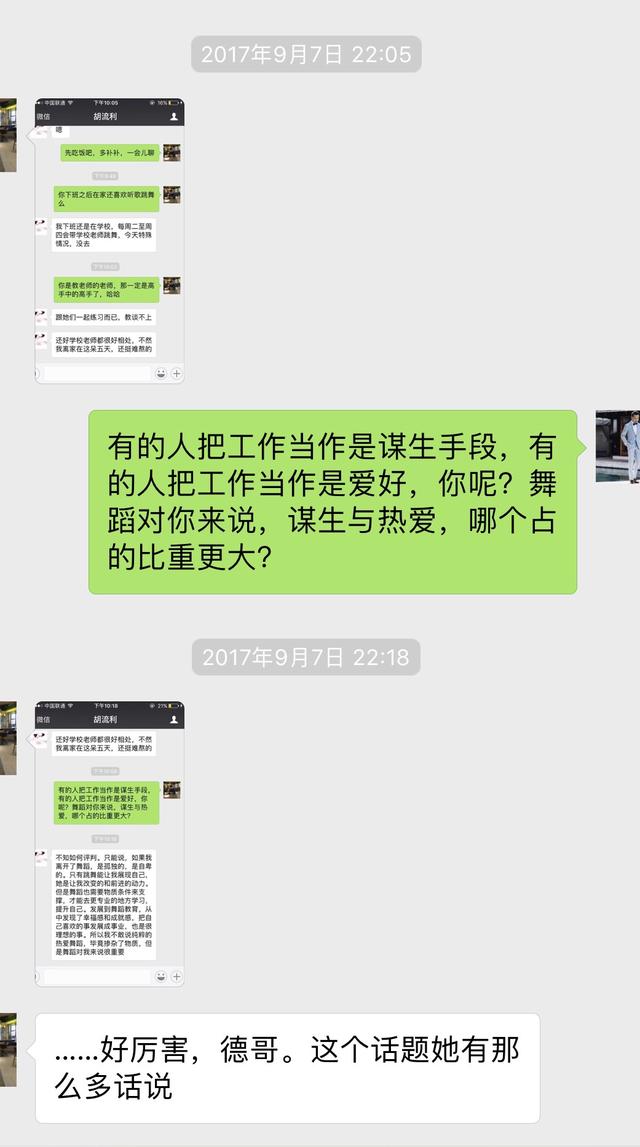 2017年9月7日 22:05
中国联通
下午10:05
16%
微信
胡流利
嗯
先吃饭吧，多补补，一会儿聊
你下班之后在家还喜欢听歌跳舞
么
我下班还是在学校。每周二至周
四会带学校老师跳舞，今天特殊
情况，没去
你是教老师的老师，那一定是高
手中的高手了，哈哈
跟她们一起练习而已，教谈不上
还好学校老师都很好相处，不然
我离家在这呆五天，还挺难熬的
有的人把工作当作是谋生手段，有
的人把工作当作是爱好，你呢？舞
蹈对你来说，谋生与热爱，哪个占
的比重更大？
2017年9月7日 22:18
中国联通
下午10:18
21%
微信
胡流利
还好学校老师都很好相处，不然
我离家在这呆五天，还挺难熬的
有的人把工作当作是谋生手段，
有的人把工作当作是爱好，你
呢？舞蹈对你来说，谋生与热
爱，哪个占的比重更大？
不知如何评判。只能说，如果我
离开了舞蹈，是孤独的，是自卑
的。只有跳舞能让我展现自己，
她是让我改变的和前进的动力。
但是舞蹈也需要物质条件来支
撑，才能去更专业的地方学习，
提升自己。发展到舞蹈教育，从
中发现了幸福感和成就感，把自
己喜欢的事发展成事业，也是很
理想的事。所以我不敢说纯粹的
热爱舞蹈，毕竟掺杂了物质，但
是舞蹈对我来说很重要
……好厉害，德哥。这个话题她有那
么多话说